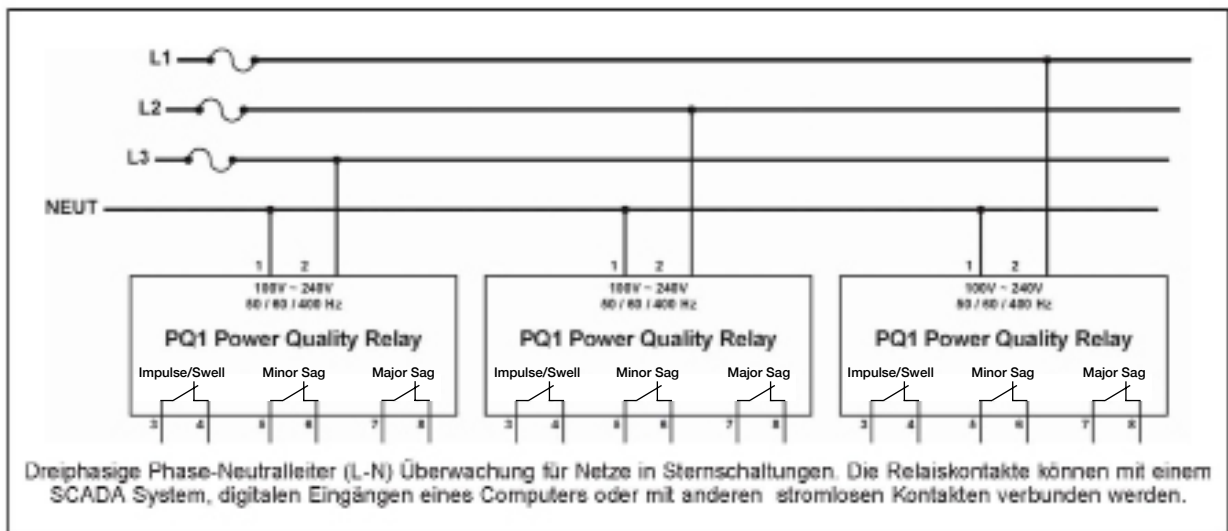 L1
L2
L3
NEUT
1 2 1 2 1 2
100V ~ 240V 100V ~ 240V 100V ~ 240V
50 / 60 / 400 Hz 50 / 60 / 400 Hz 50 / 60 / 400 Hz
PQ1 Power Quality Relay PQ1 Power Quality Relay PQ1 Power Quality Relay
Impulse/Swell Minor Sag Major Sag Impulse/Swell Minor Sag Major Sag Impulse/Swell Minor Sag Major Sag
3 4 5 6 7 8 3 4 5 6 7 8 3 4 5 6 7 8
Dreiphasige Phase-Neutralleiter (L-N) Überwachung für Netze in Sternschaltungen. Die Relaiskontakte können mit einem
SCADA System, digitalen Eingängen eines Computers oder mit anderen stromlosen Kontakten verbunden werden.